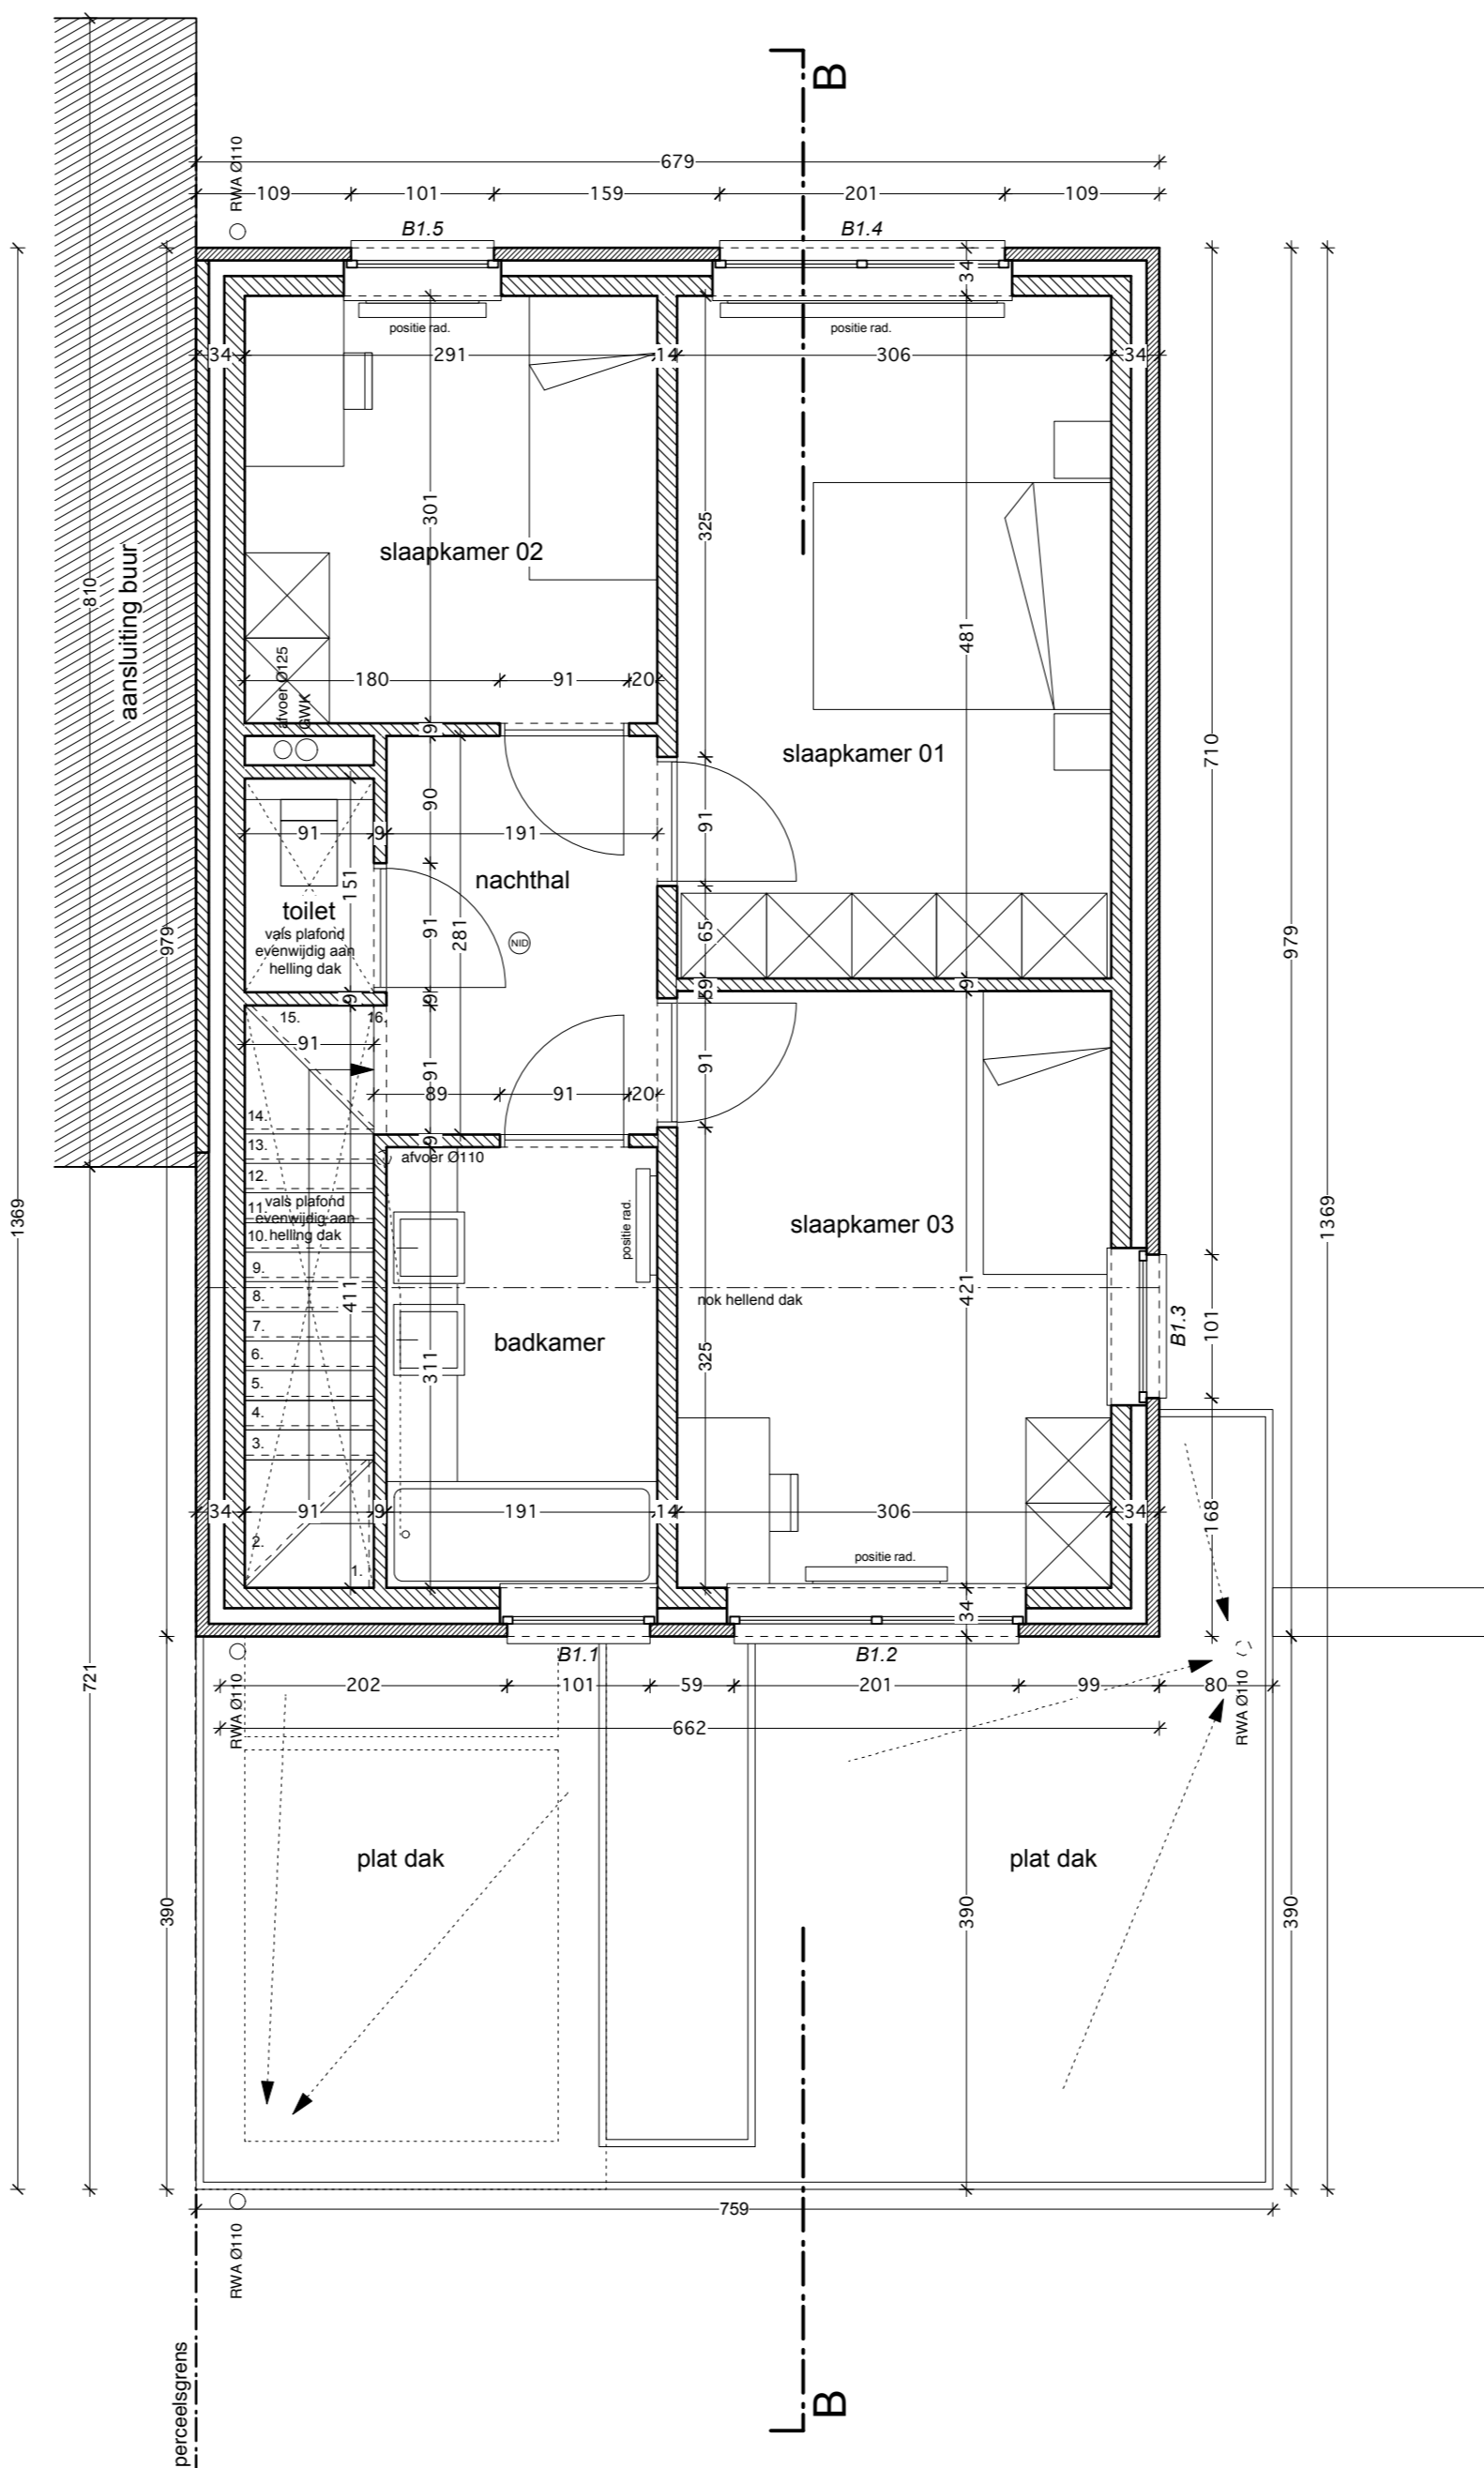 B
679
109
101
159
201
109
RWA Ø110
B1.5
B1.4
34
positie rad.
positie rad.
34
291
14
306
34
301
325
481
710
810
aansluiting buur
slaapkamer 02
afvoer Ø125
GWK
180
91
20
9
slaapkamer 01
90
91
9
191
91
151
nachthal
toilet
vals plafond
evenwijdig aan
helling dak
91
281
NID
65
979
979
9
9
59
9
15.
16.
91
91
89
91
20
91
14.
13.
12.
11.
10.
9.
8.
7.
6.
5.
4.
3.
2.
1.
9
afvoer Ø110
vals plafond
evenwijdig aan
helling dak
positie rad.
slaapkamer 03
1369
1369
411
nok hellend dak
421
101
B1.3
badkamer
311
325
34
91
9
191
14
306
34
168
positie rad.
34
B1.1
B1.2
RWA Ø110
202
101
59
201
99
80
RWA Ø110
662
721
plat dak
plat dak
390
390
390
759
RWA Ø110
perceelsgrens
B